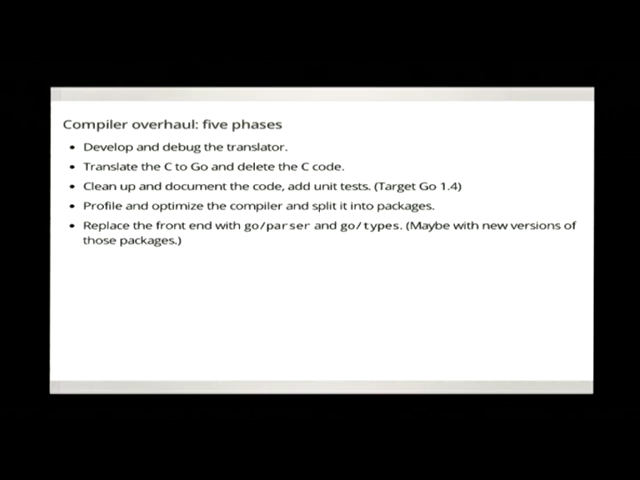 Compiler overhaul: five phases
• Develop and debug the translator.
• Translate the C to Go and delete the C code.
• Clean up and document the code, add unit tests. (Target Go 1.4)
• Profile and optimize the compiler and split it into packages.
• Replace the front end with go/parser and go/types. (Maybe with new versions of
those packages.)